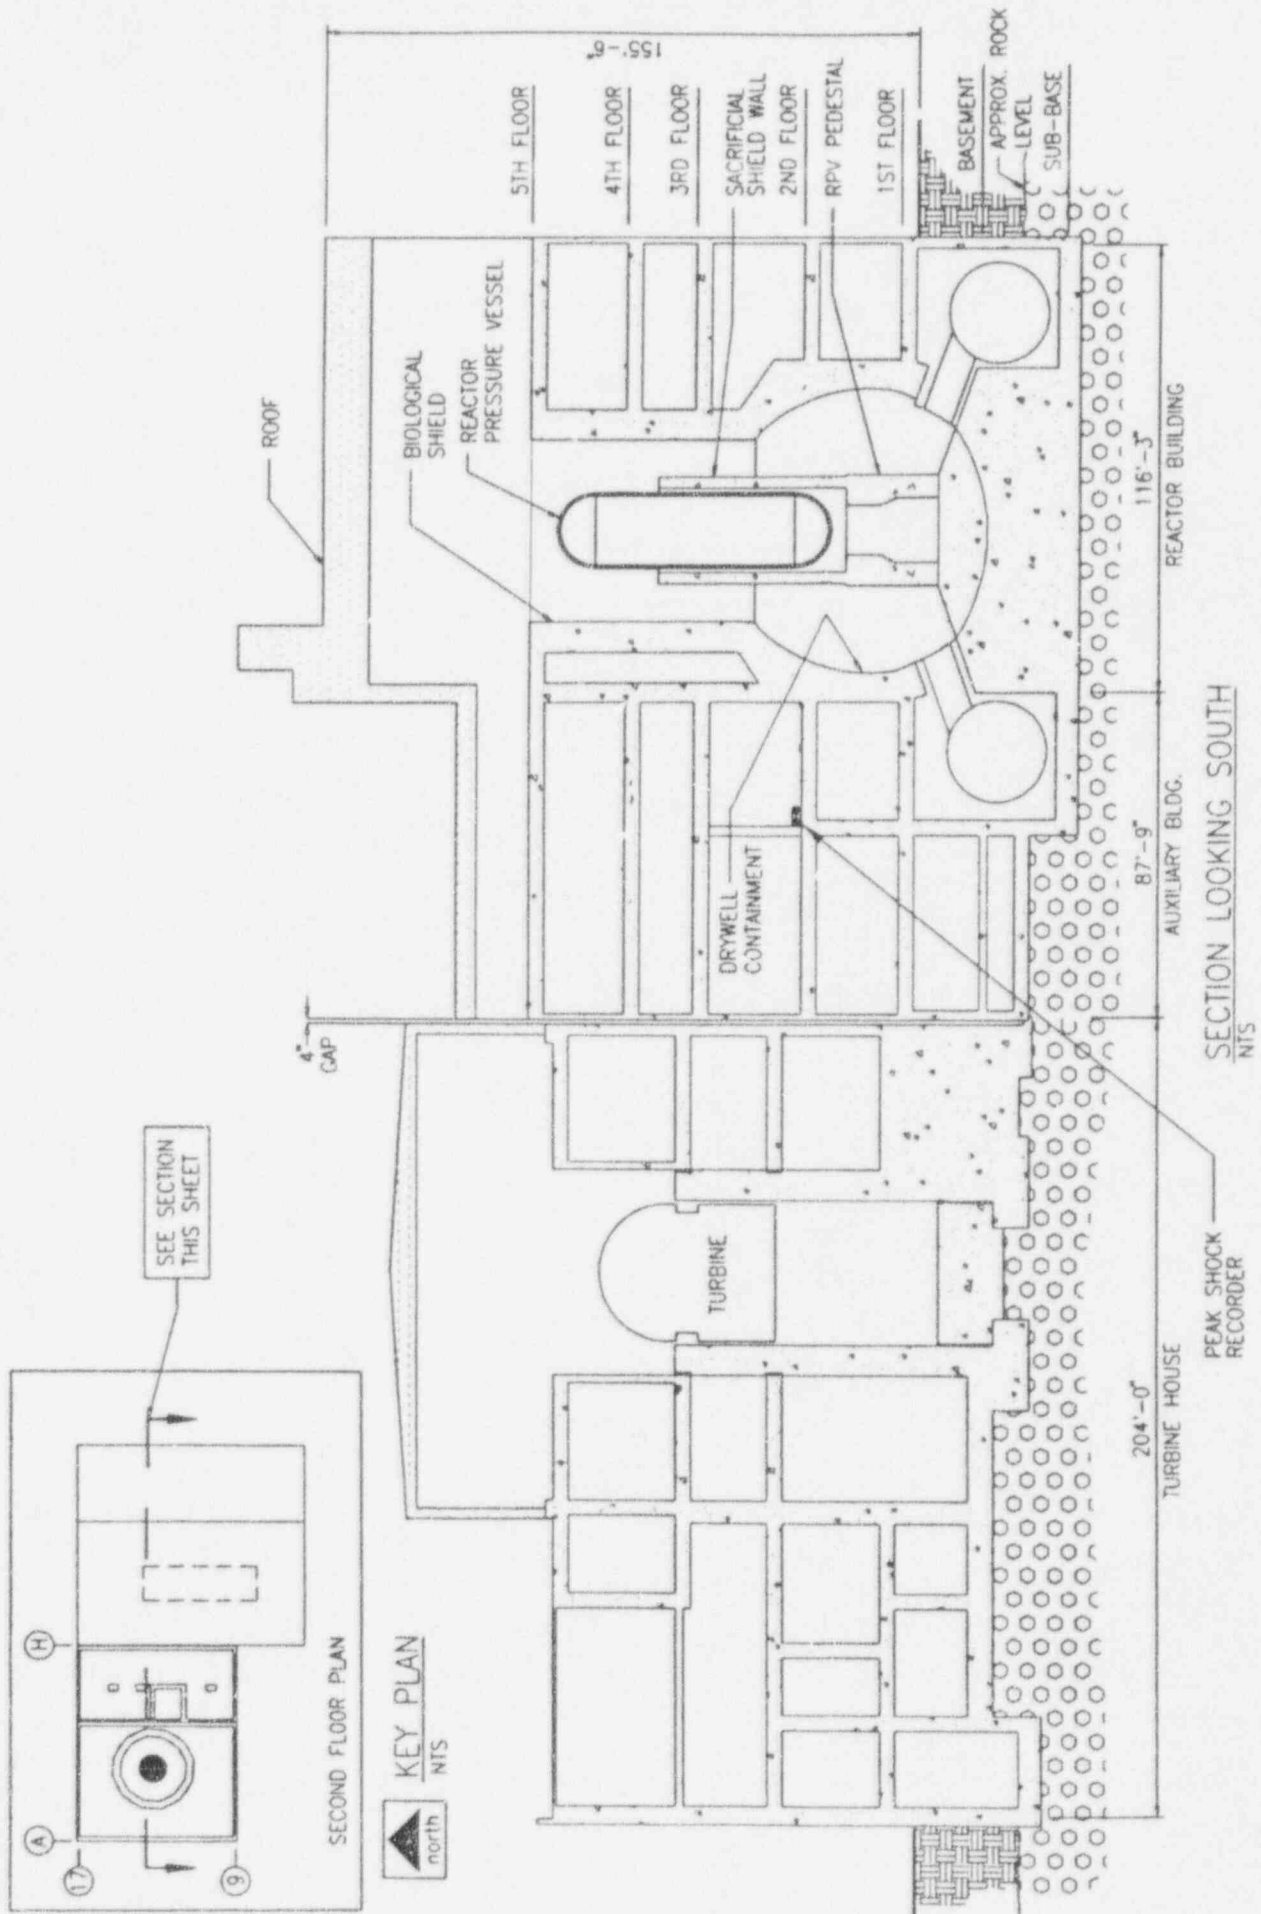 A
H
17
9
SEE SECTION
THIS SHEET
SECOND FLOOR PLAN
north
KEY PLAN
NTS
4"
GAP
ROOF
BIOLOGICAL
SHIELD
REACTOR
PRESSURE VESSEL
155'-6"
5TH FLOOR
4TH FLOOR
3RD FLOOR
SACRIFICIAL
SHIELD WALL
2ND FLOOR
RPV PEDESTAL
1ST FLOOR
BASEMENT
APPROX. ROCK
LEVEL
SUB-BASE
TURBINE
DRYWELL
CONTAINMENT
204'-0"
TURBINE HOUSE
87'-9"
AUXILIARY BLDG.
116'-3"
REACTOR BUILDING
PEAK SHOCK
RECORDER
SECTION LOOKING SOUTH
NTS